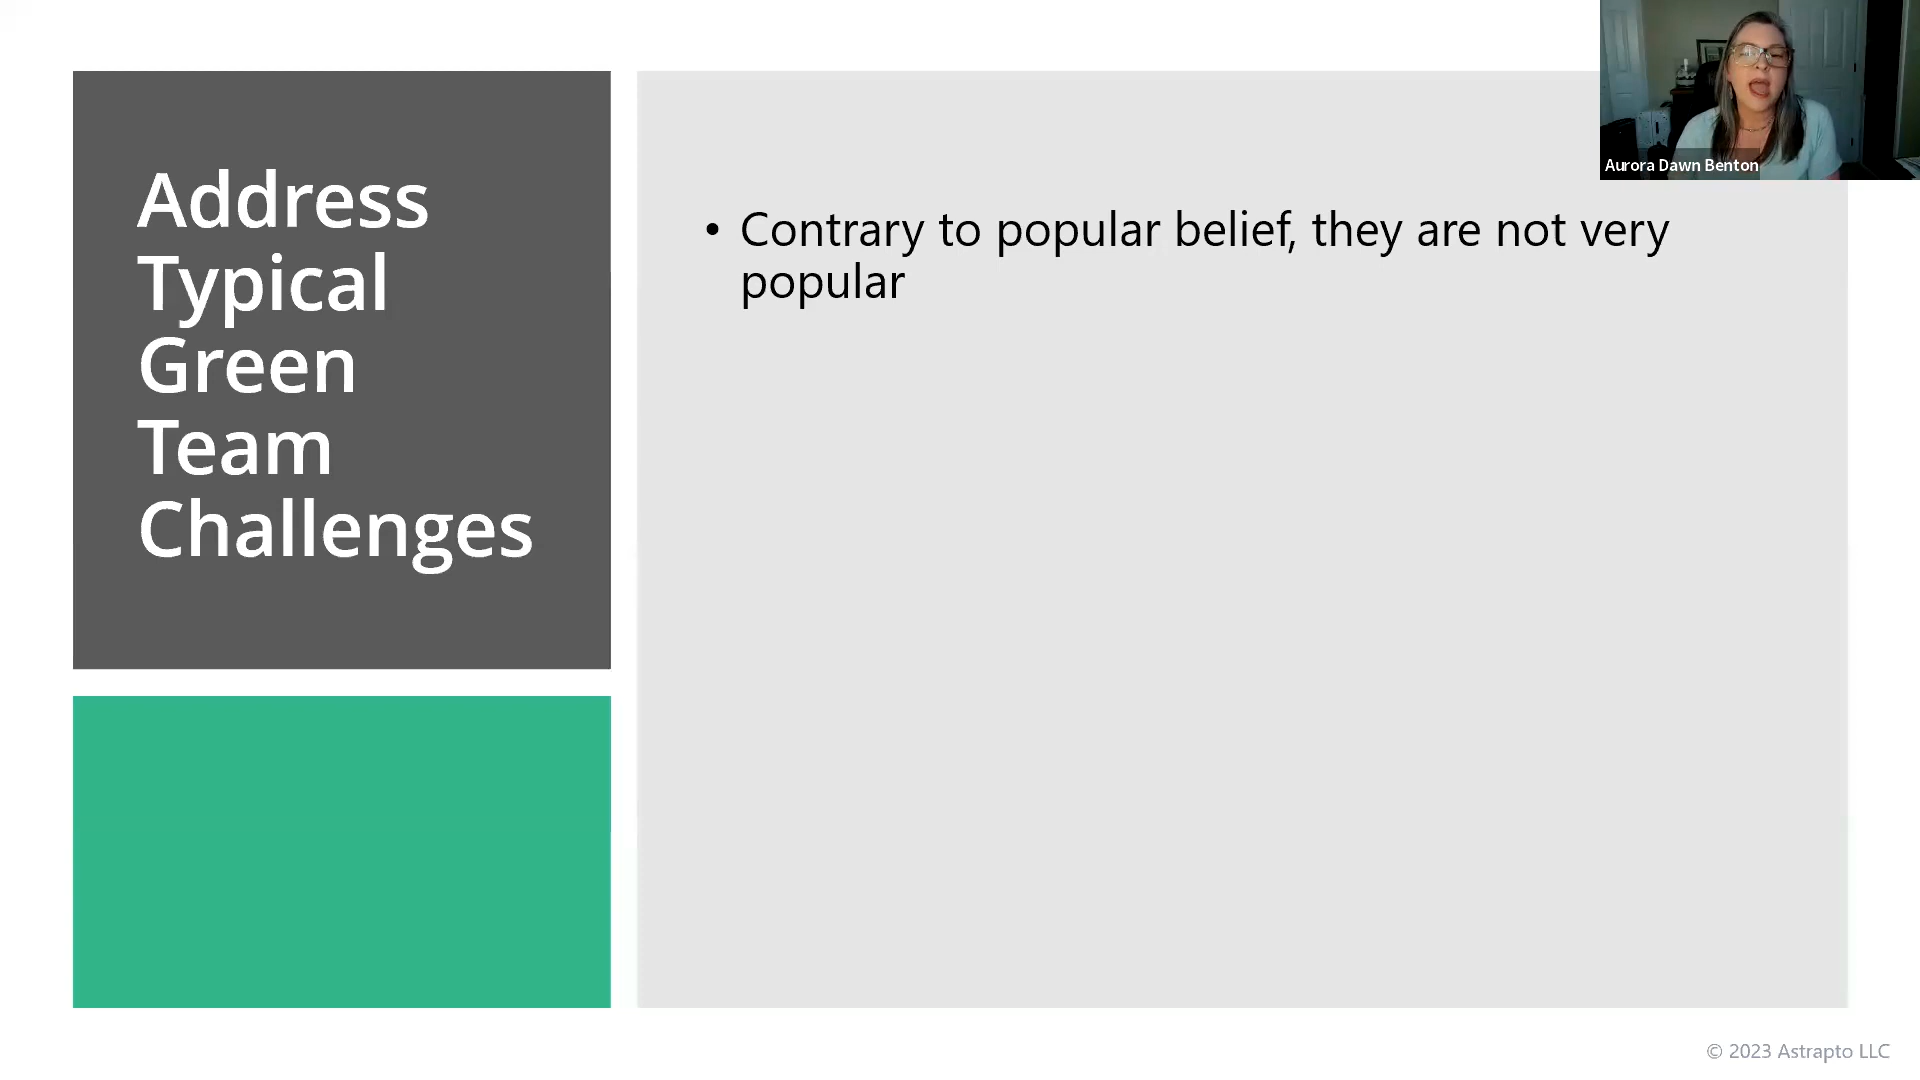 Address
Typical
Green
Team
Challenges
• Contrary to popular belief, they are not very
popular
Aurora Dawn Benton
© 2023 Astrapto LLC